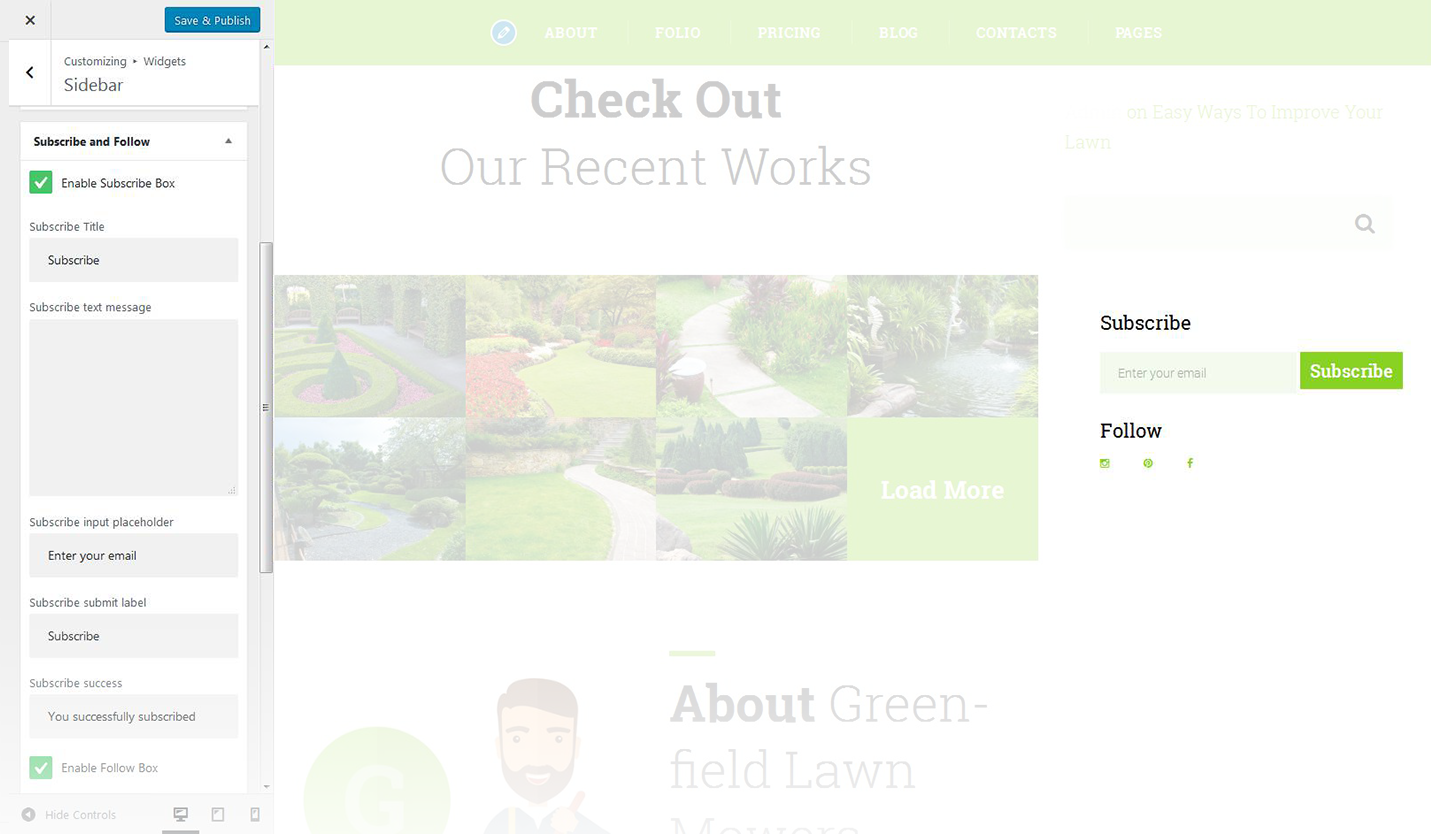 Save & Publish
Customizing ▸ Widgets
Sidebar
Subscribe and Follow
Enable Subscribe Box
Subscribe Title
Subscribe
Subscribe text message
Subscribe input placeholder
Enter your email
Subscribe submit label
Subscribe
Subscribe success
You successfully subscribed
Enable Follow Box
Hide Controls
ABOUT
FOLIO
PRICING
BLOG
CONTACTS
PAGES
Check Out
Our Recent Works
Load More
About Green-
field Lawn
Mowers
G
on Easy Ways To Improve Your
Lawn
Subscribe
Enter your email
Subscribe
Follow